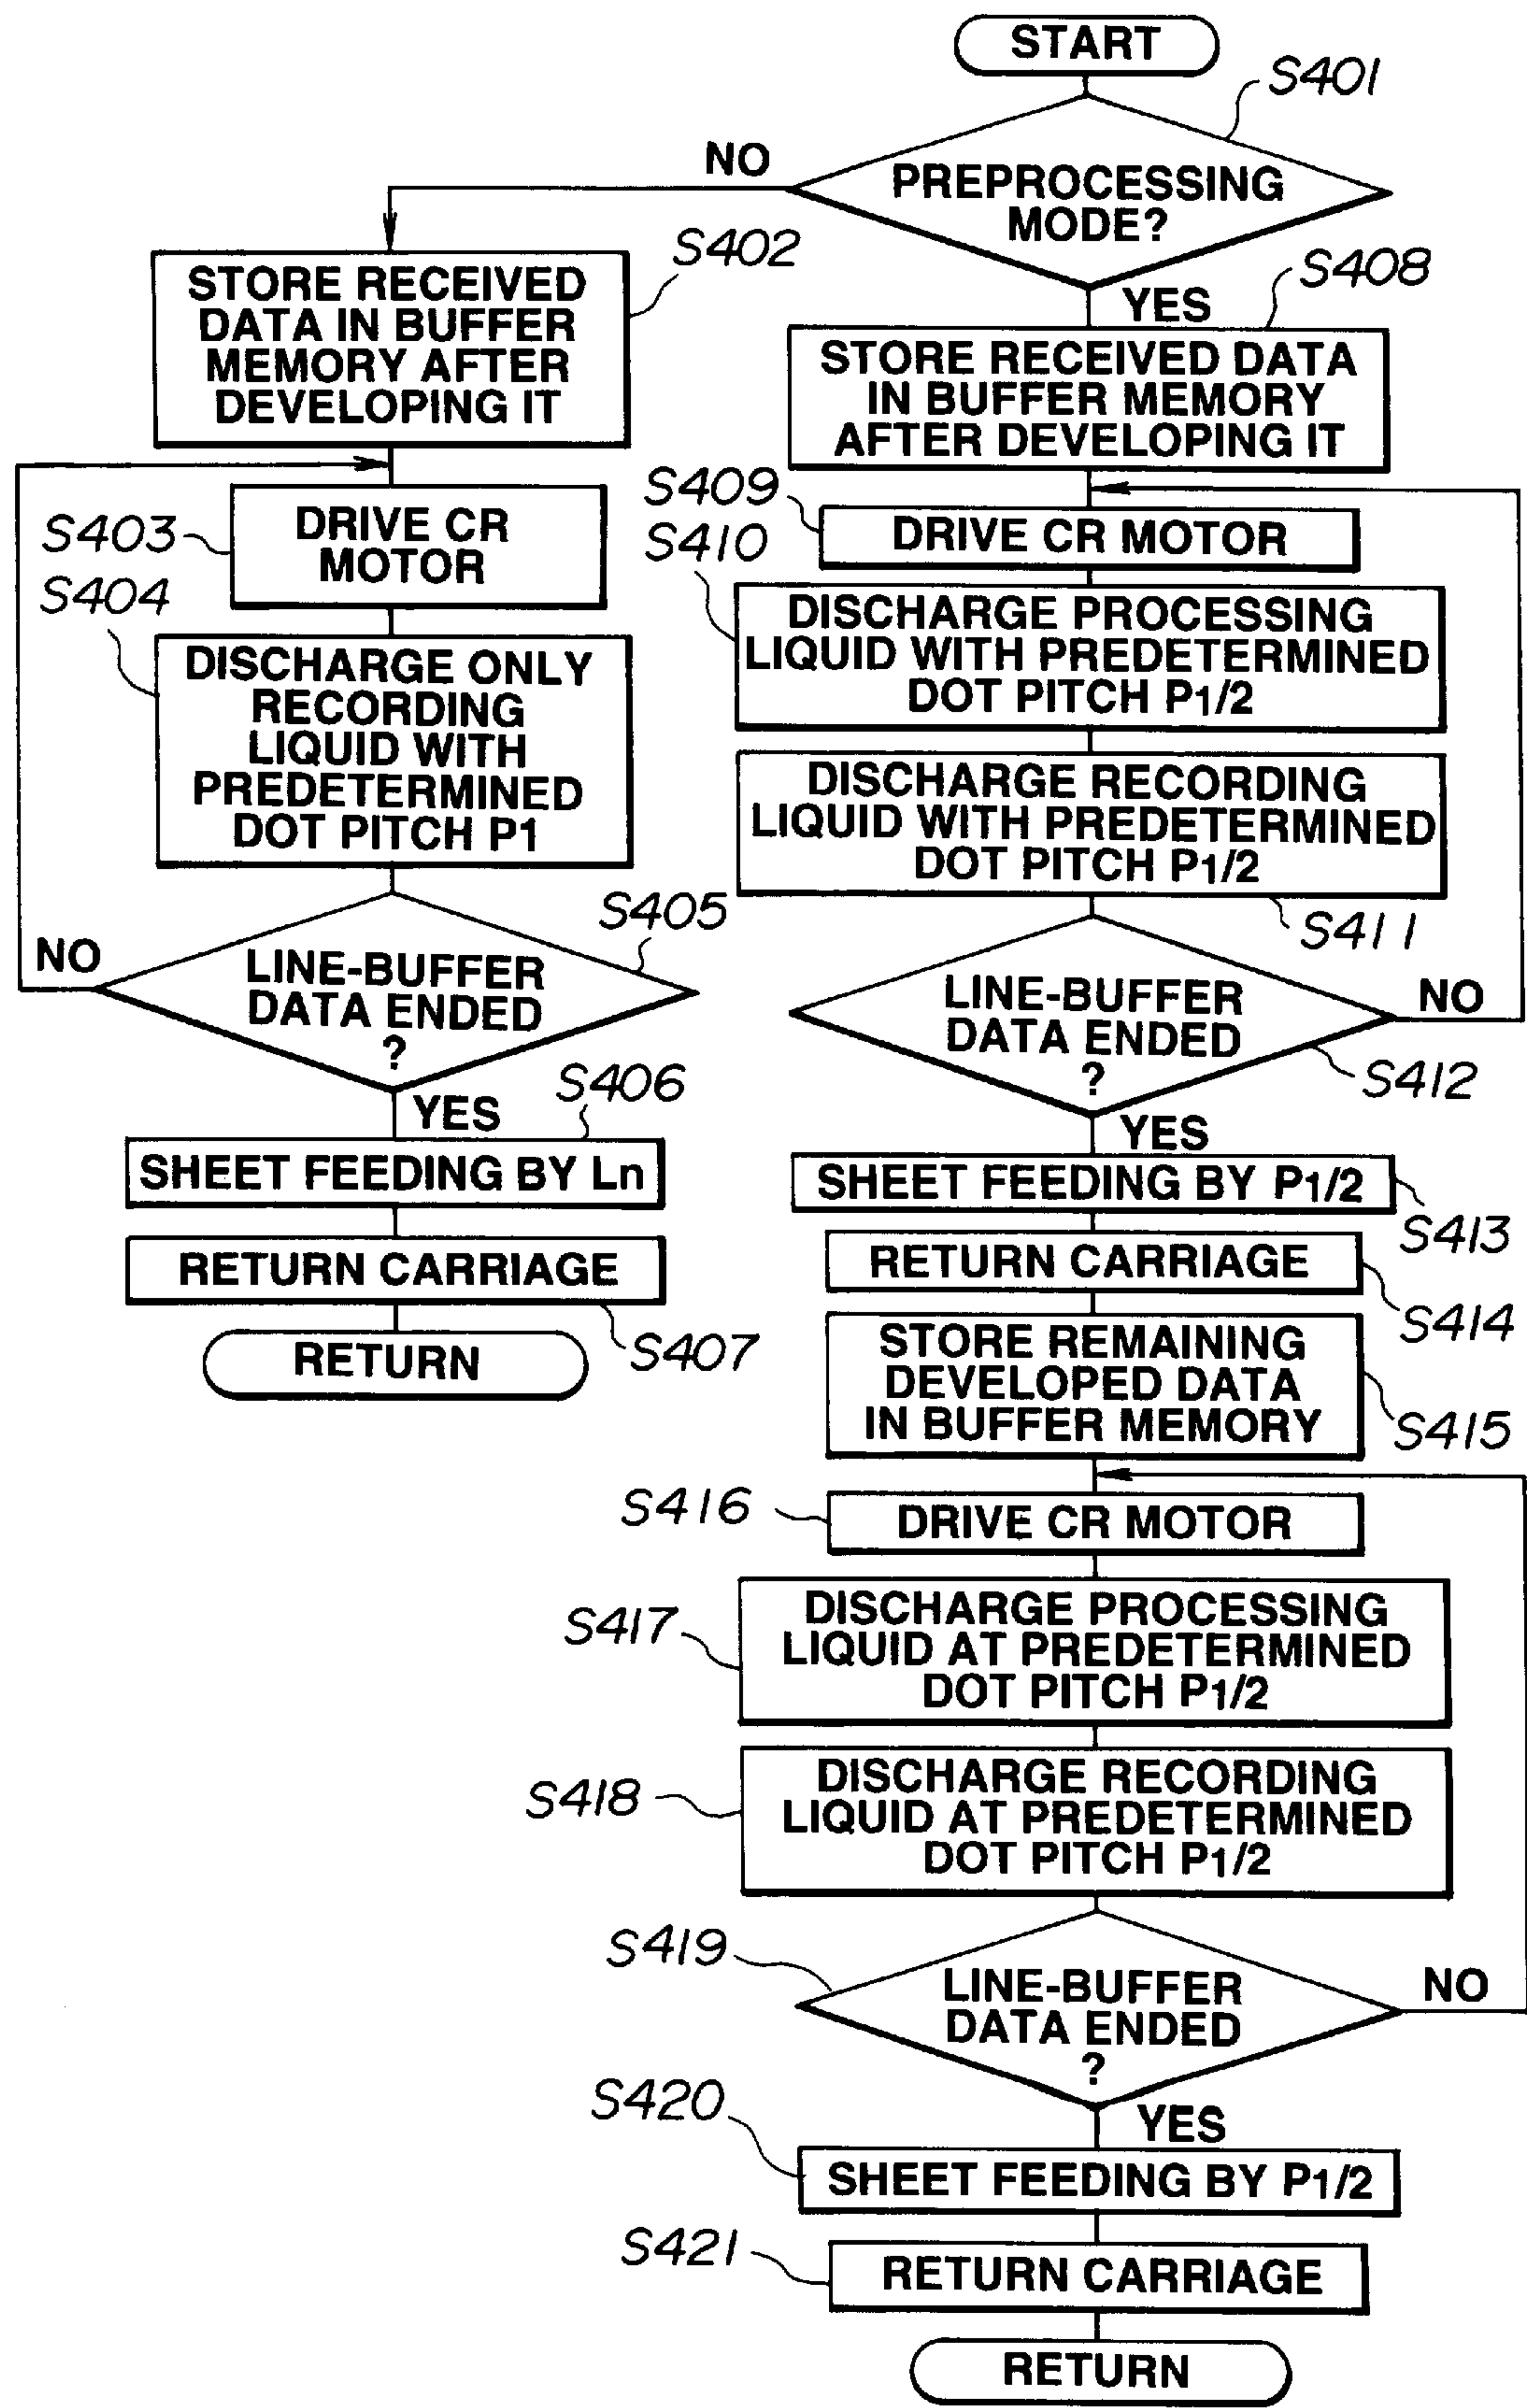 START
S401
PREPROCESSING
MODE?
NO
YES
S402
STORE RECEIVED
DATA IN BUFFER
MEMORY AFTER
DEVELOPING IT
S403
DRIVE CR
MOTOR
S404
DISCHARGE ONLY
RECORDING
LIQUID WITH
PREDETERMINED
DOT PITCH P1
S405
LINE-BUFFER
DATA ENDED
?
NO
YES
S406
SHEET FEEDING BY Ln
RETURN CARRIAGE
S407
RETURN
S408
STORE RECEIVED DATA
IN BUFFER MEMORY
AFTER DEVELOPING IT
S409
DRIVE CR MOTOR
S410
DISCHARGE PROCESSING
LIQUID WITH PREDETERMINED
DOT PITCH P1/2
DISCHARGE RECORDING
LIQUID WITH PREDETERMINED
DOT PITCH P1/2
S411
LINE-BUFFER
DATA ENDED
?
NO
S412
YES
SHEET FEEDING BY P1/2
S413
RETURN CARRIAGE
S414
STORE REMAINING
DEVELOPED DATA
IN BUFFER MEMORY
S415
S416
DRIVE CR MOTOR
S417
DISCHARGE PROCESSING
LIQUID AT PREDETERMINED
DOT PITCH P1/2
S418
DISCHARGE RECORDING
LIQUID AT PREDETERMINED
DOT PITCH P1/2
S419
LINE-BUFFER
DATA ENDED
?
NO
YES
S420
SHEET FEEDING BY P1/2
S421
RETURN CARRIAGE
RETURN